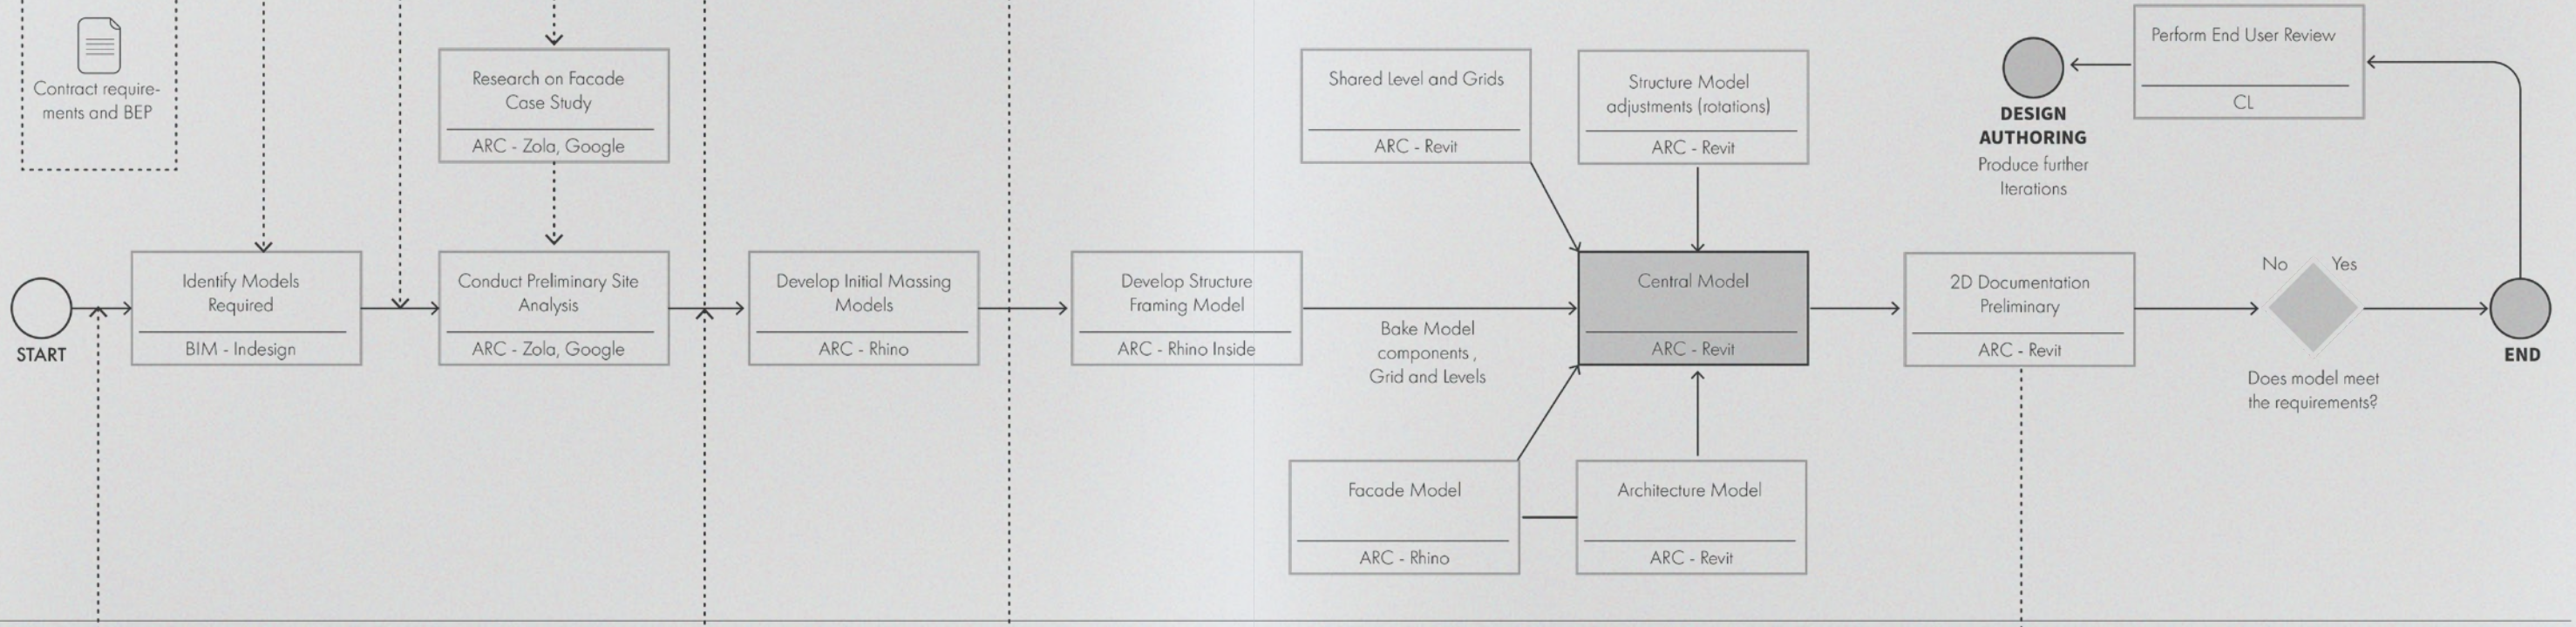 Contract require-
ments and BEP
Research on Facade
Case Study
ARC - Zola, Google
Shared Level and Grids
ARC - Revit
Structure Model
adjustments (rotations)
ARC - Revit
DESIGN
AUTHORING
Produce further
Iterations
Perform End User Review
CL
START
Identify Models
Required
BIM - Indesign
Conduct Preliminary Site
Analysis
ARC - Zola, Google
Develop Initial Massing
Models
ARC - Rhino
Develop Structure
Framing Model
ARC - Rhino Inside
Bake Model
components ,
Grid and Levels
Central Model
ARC - Revit
2D Documentation
Preliminary
ARC - Revit
No
Yes
Does model meet
the requirements?
END
Facade Model
ARC - Rhino
Architecture Model
ARC - Revit